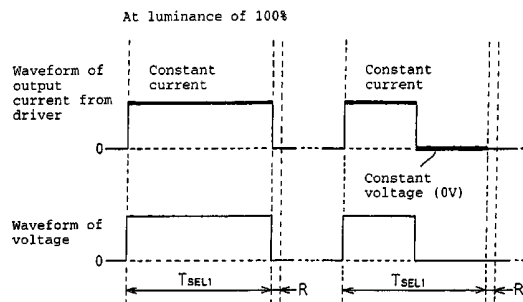 At luminance of 100%
Waveform of
output
current from
driver
Constant
current
Constant
current
0
Constant
voltage (0V)
Waveform of
voltage
0
TSEL1
R
TSEL1
R